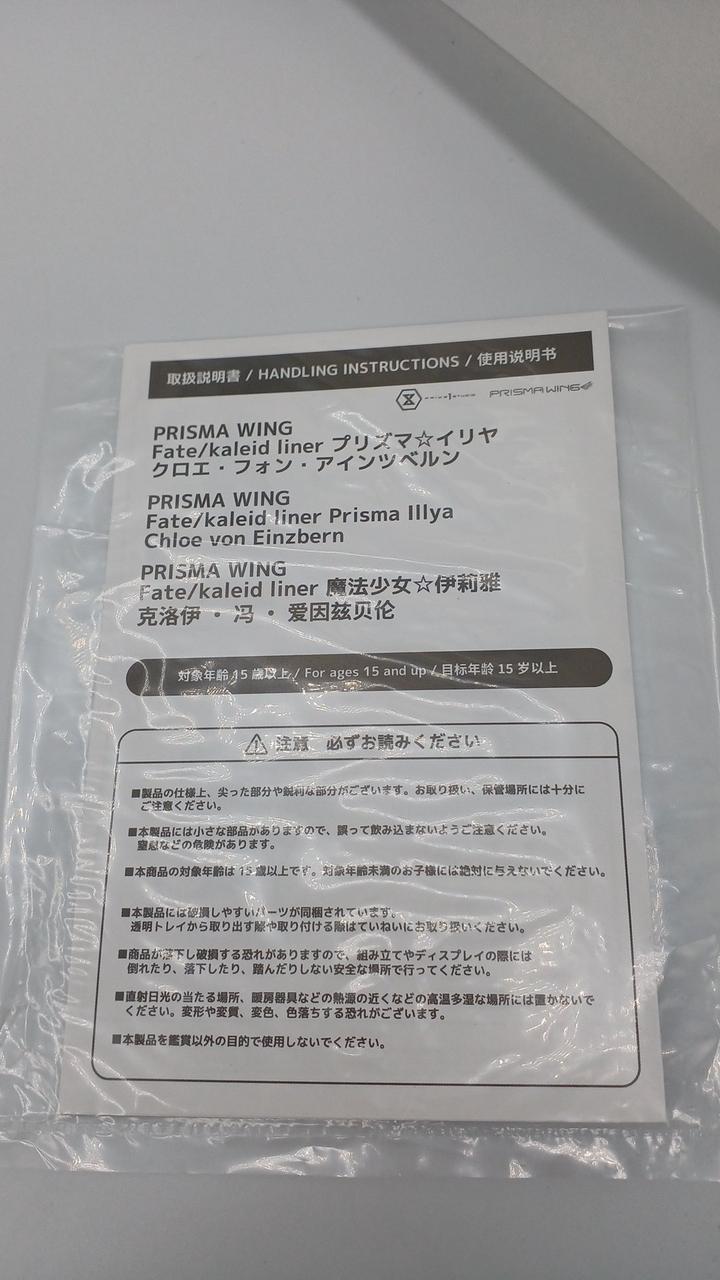 取扱説明書 / HANDLING INSTRUCTIONS / 使用说明书
PRIME 1 STUDIO PRISMA WING
PRISMA WING
Fate/kaleid liner プリズマ☆イリヤ
クロエ・フォン・アインツベルン
PRISMA WING
Fate/kaleid liner Prisma Illya
Chloe von Einzbern
PRISMA WING
Fate/kaleid liner 魔法少女☆伊莉雅
克洛伊・冯・爱因兹贝伦
対象年齢 15 歳以上 / For ages 15 and up / 目标年龄 15 岁以上
注意 必ずお読みください
■製品の仕様上、尖った部分や鋭利な部分がございます。お取り扱い、保管場所には十分に
ご注意ください。
■本製品には小さな部品がありますので、誤って飲み込まないようご注意ください。
窒息などの危険があります。
■本商品の対象年齢は 15 歳以上です。対象年齢未満のお子様には絶対に与えないでください。
■本製品には破損しやすいパーツが同梱されています。
透明トレイから取り出す際や取り付ける際はていねいにお取り扱いください。
■商品が落下し破損する恐れがありますので、組み立てやディスプレイの際には
倒れたり、落下したり、踏んだりしない安全な場所で行ってください。
■直射日光の当たる場所、暖房器具などの熱源の近くなどの高温多湿な場所には置かないで
ください。変形や変質、変色、色落ちする恐れがございます。
■本製品を鑑賞以外の目的で使用しないでください。